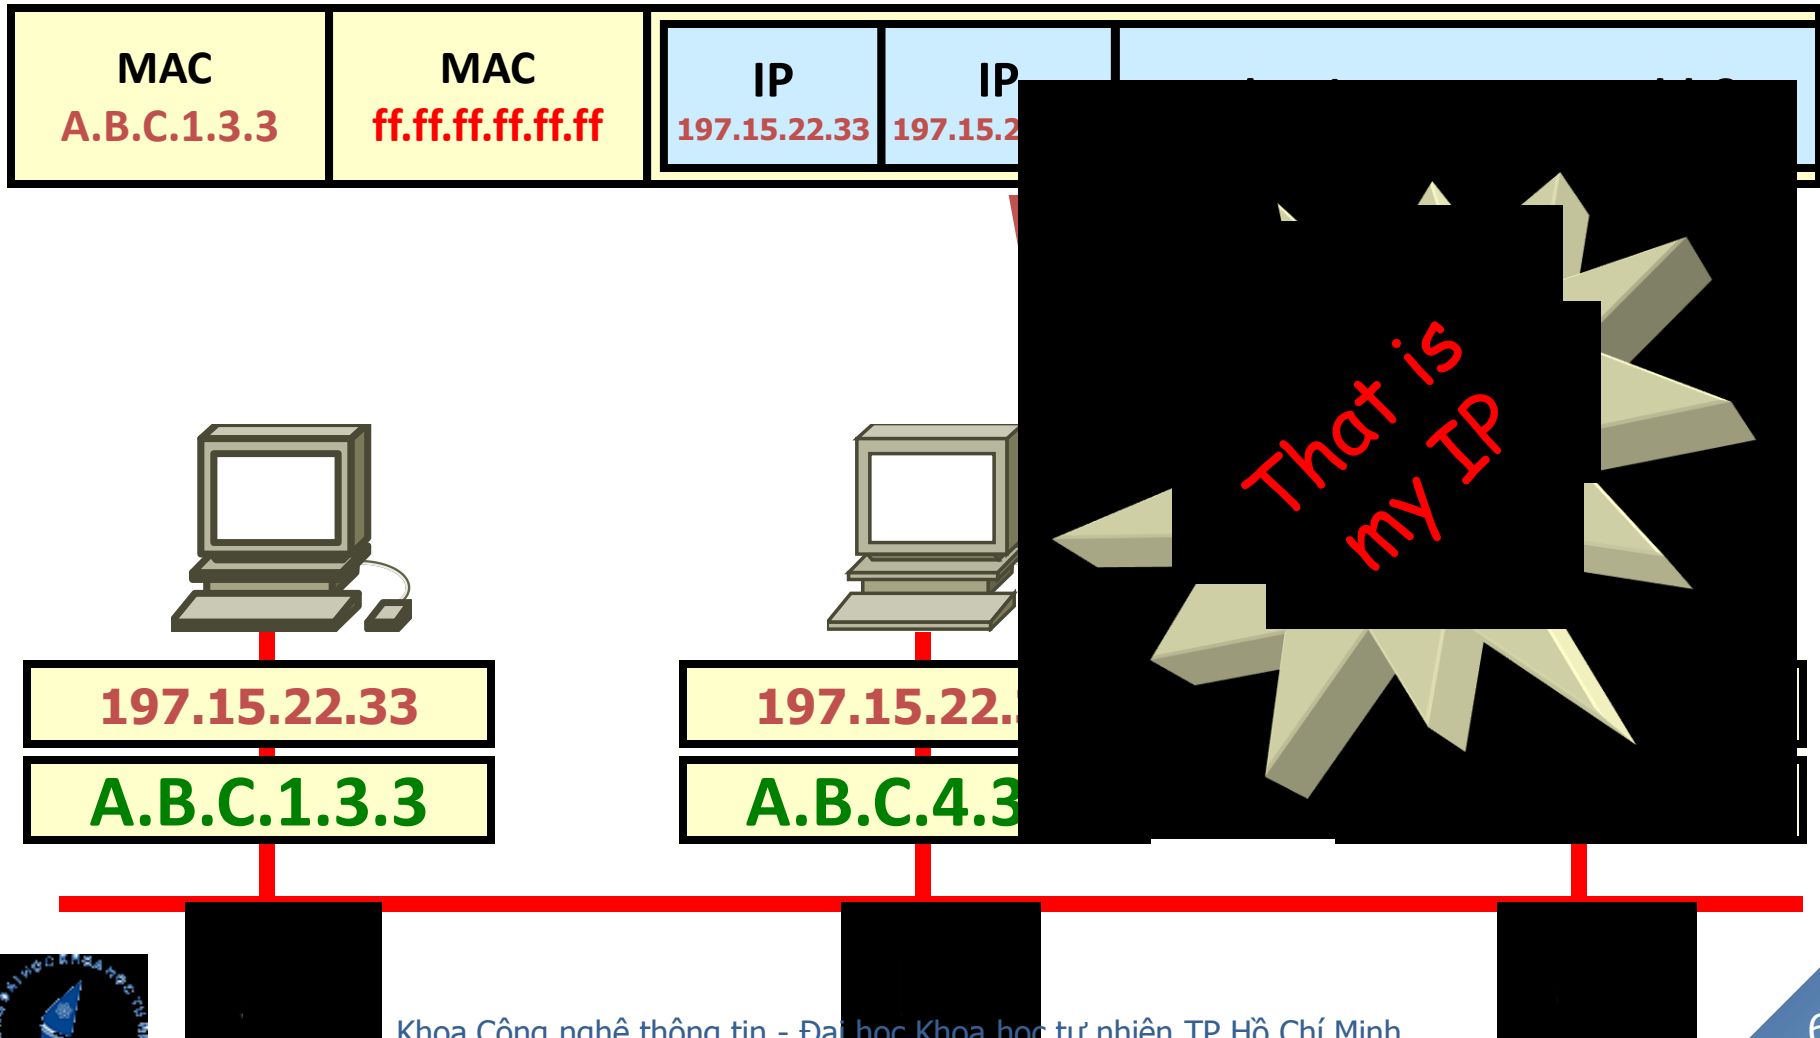 MAC
A.B.C.1.3.3
MAC
ff.ff.ff.ff.ff.ff
IP
197.15.22.33
IP
That is
my IP
197.15.22.33
A.B.C.1.3.3
Khoa Công nghệ thông tin - Đại học Khoa học tự nhiên TP Hồ Chí Minh